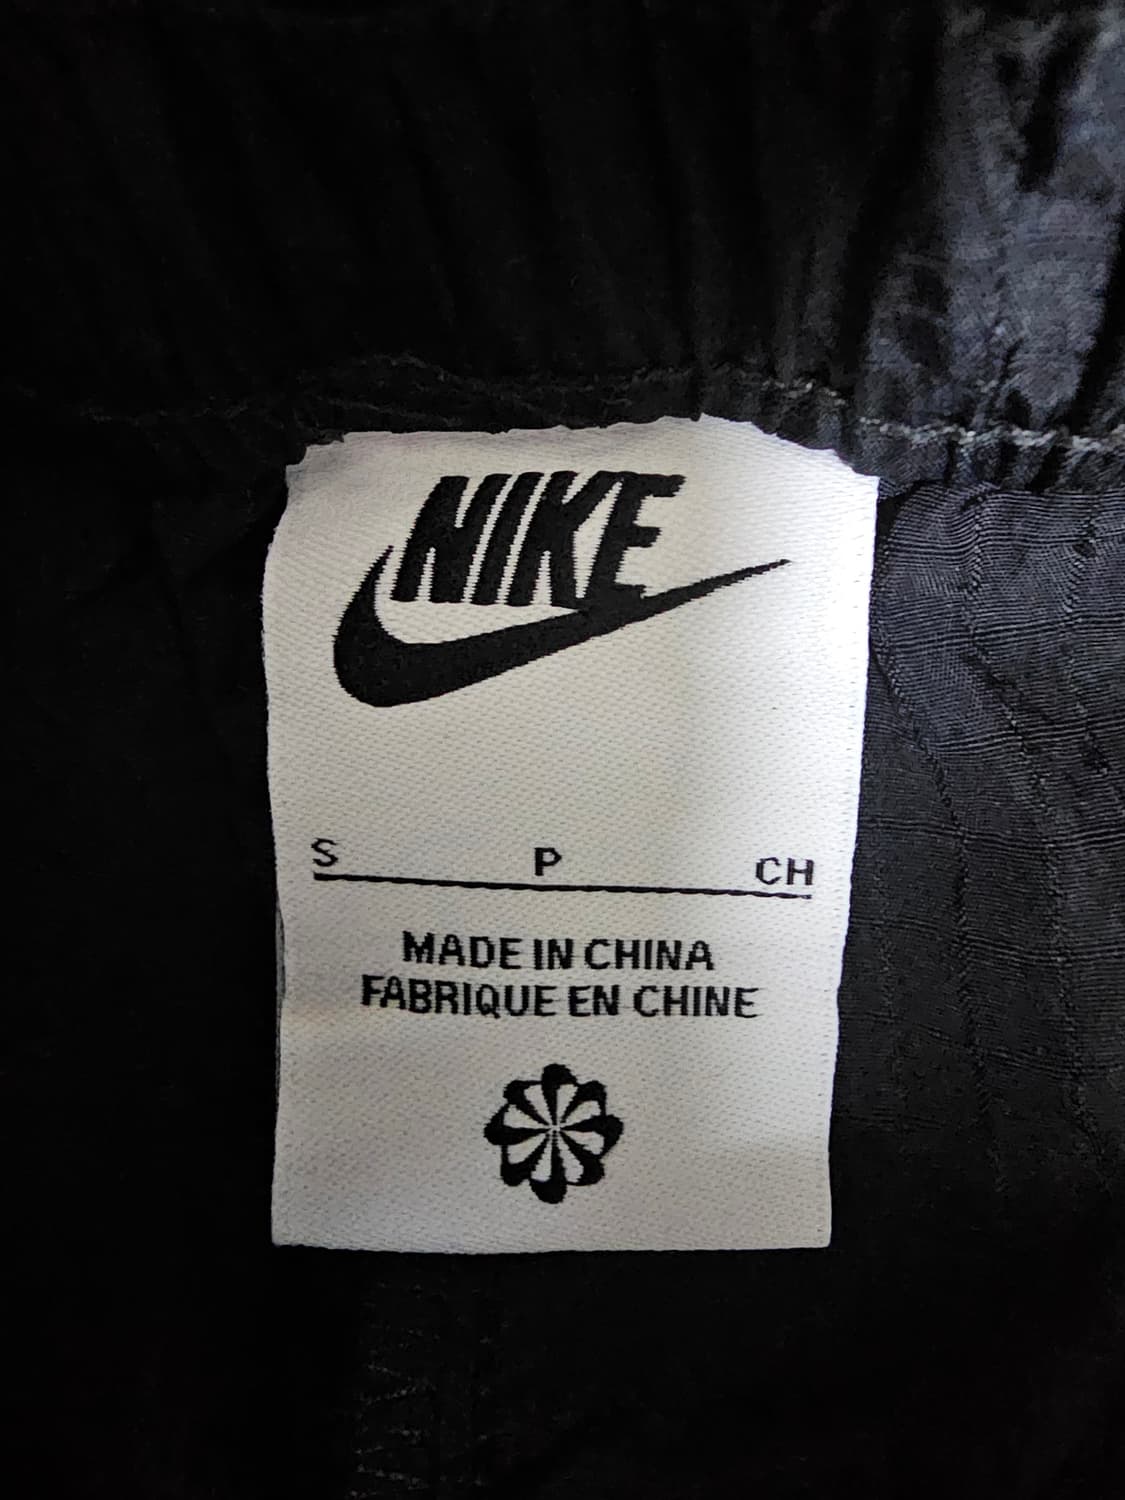 NIKE
S P CH
MADE IN CHINA
FABRIQUE EN CHINE